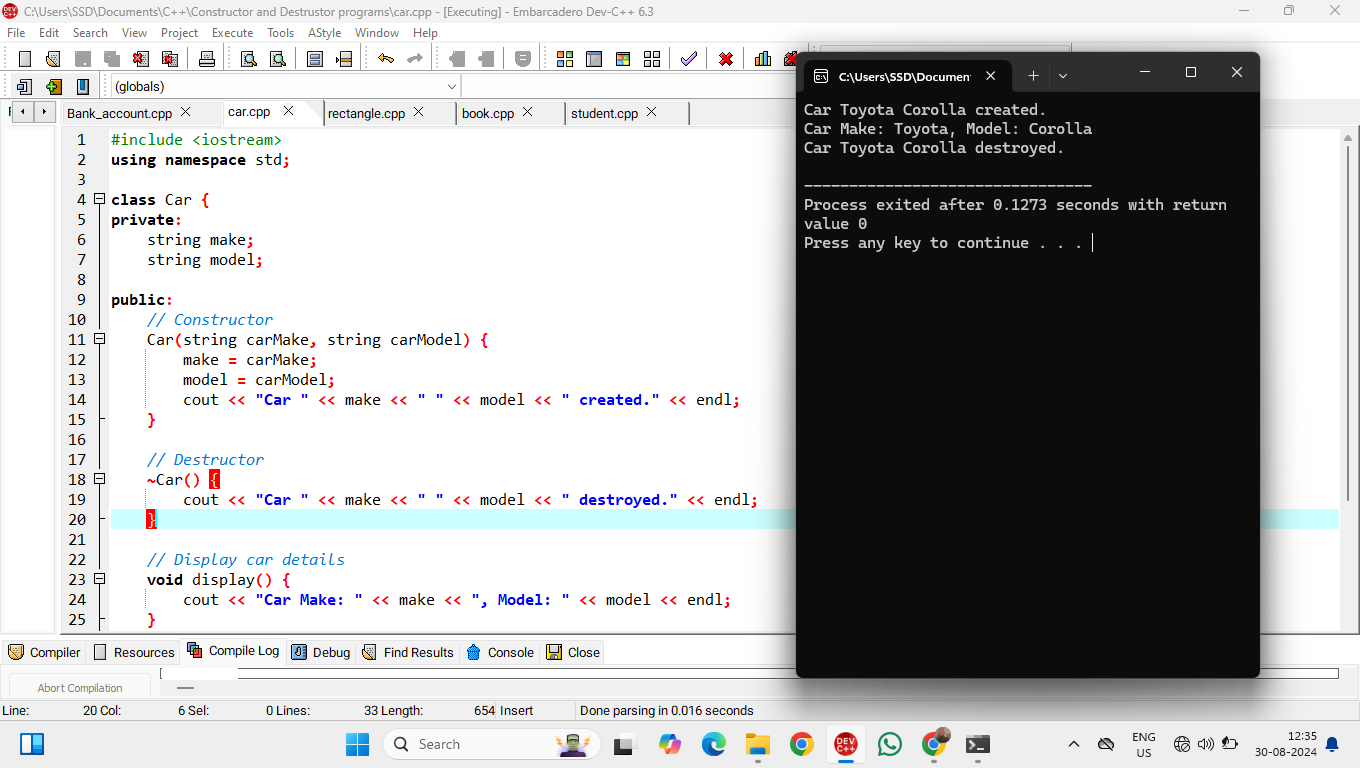 C:\Users\SSD\Documents\C++\Constructor and Destrustor programs\car.cpp - [Executing] - Embarcadero Dev-C++ 6.3
File Edit Search View Project Execute Tools AStyle Window Help
(globals)
Bank_account.cpp car.cpp rectangle.cpp book.cpp student.cpp
1 #include <iostream>
2 using namespace std;
3
4 class Car {
5 private:
6 string make;
7 string model;
8
9 public:
10 // Constructor
11 Car(string carMake, string carModel) {
12 make = carMake;
13 model = carModel;
14 cout << "Car " << make << " " << model << " created." << endl;
15 }
16
17 // Destructor
18 ~Car() {
19 cout << "Car " << make << " " << model << " destroyed." << endl;
20 }
21
22 // Display car details
23 void display() {
24 cout << "Car Make: " << make << ", Model: " << model << endl;
25 }
C:\Users\SSD\Documen
Car Toyota Corolla created.
Car Make: Toyota, Model: Corolla
Car Toyota Corolla destroyed.
--------------------------------
Process exited after 0.1273 seconds with return
value 0
Press any key to continue . . .
Compiler Resources Compile Log Debug Find Results Console Close
Abort Compilation
Line: 20 Col: 6 Sel: 0 Lines: 33 Length: 654 Insert Done parsing in 0.016 seconds
Search
DEV C++
ENG
US
12:35
30-08-2024